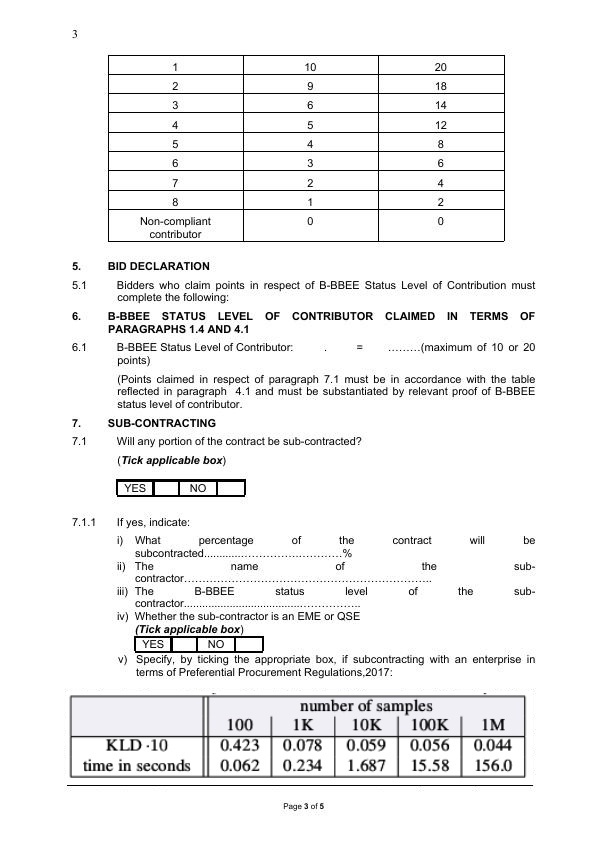 3
1 10 20
2 9 18
3 6 14
4 5 12
5 4 8
6 3 6
7 2 4
8 1 2
Non-compliant 0 0
contributor
5. BID DECLARATION
5.1 Bidders who claim points in respect of B-BBEE Status Level of Contribution must
complete the following:
6. B-BBEE STATUS LEVEL OF CONTRIBUTOR CLAIMED IN TERMS OF
PARAGRAPHS 1.4 AND 4.1
6.1 B-BBEE Status Level of Contributor: . = ………(maximum of 10 or 20
points)
(Points claimed in respect of paragraph 7.1 must be in accordance with the table
reflected in paragraph 4.1 and must be substantiated by relevant proof of B-BBEE
status level of contributor.
7. SUB-CONTRACTING
7.1 Will any portion of the contract be sub-contracted?
(Tick applicable box)
YES NO
7.1.1 If yes, indicate:
i) What percentage of the contract will be
subcontracted............…………….…………%
ii) The name of the sub-
contractor…………………………………………………………..
iii) The B-BBEE status level of the sub-
contractor......................................……………..
iv) Whether the sub-contractor is an EME or QSE
(Tick applicable box)
YES NO
v) Specify, by ticking the appropriate box, if subcontracting with an enterprise in
terms of Preferential Procurement Regulations,2017:
number of samples
100 1K 10K 100K 1M
KLD ·10 0.423 0.078 0.059 0.056 0.044
time in seconds 0.062 0.234 1.687 15.58 156.0
Page 3 of 5